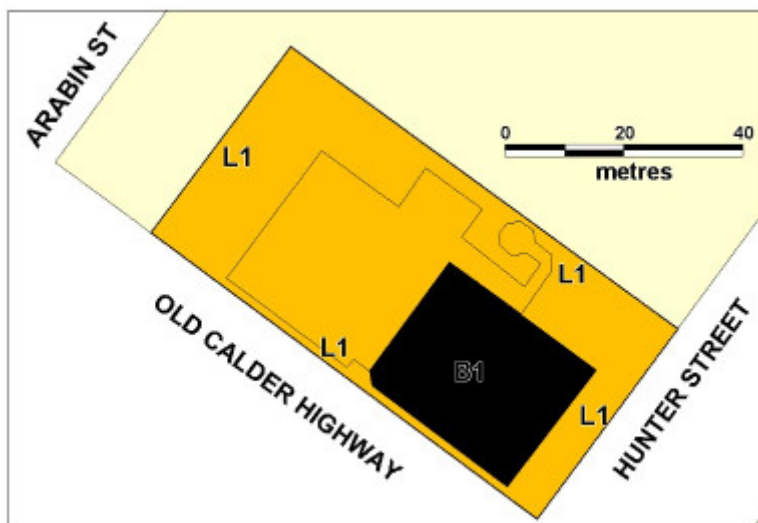 ARABIN ST
L1
0 20 40
metres
L1
L1
OLD CALDER HIGHWAY
B1
L1
HUNTER STREET